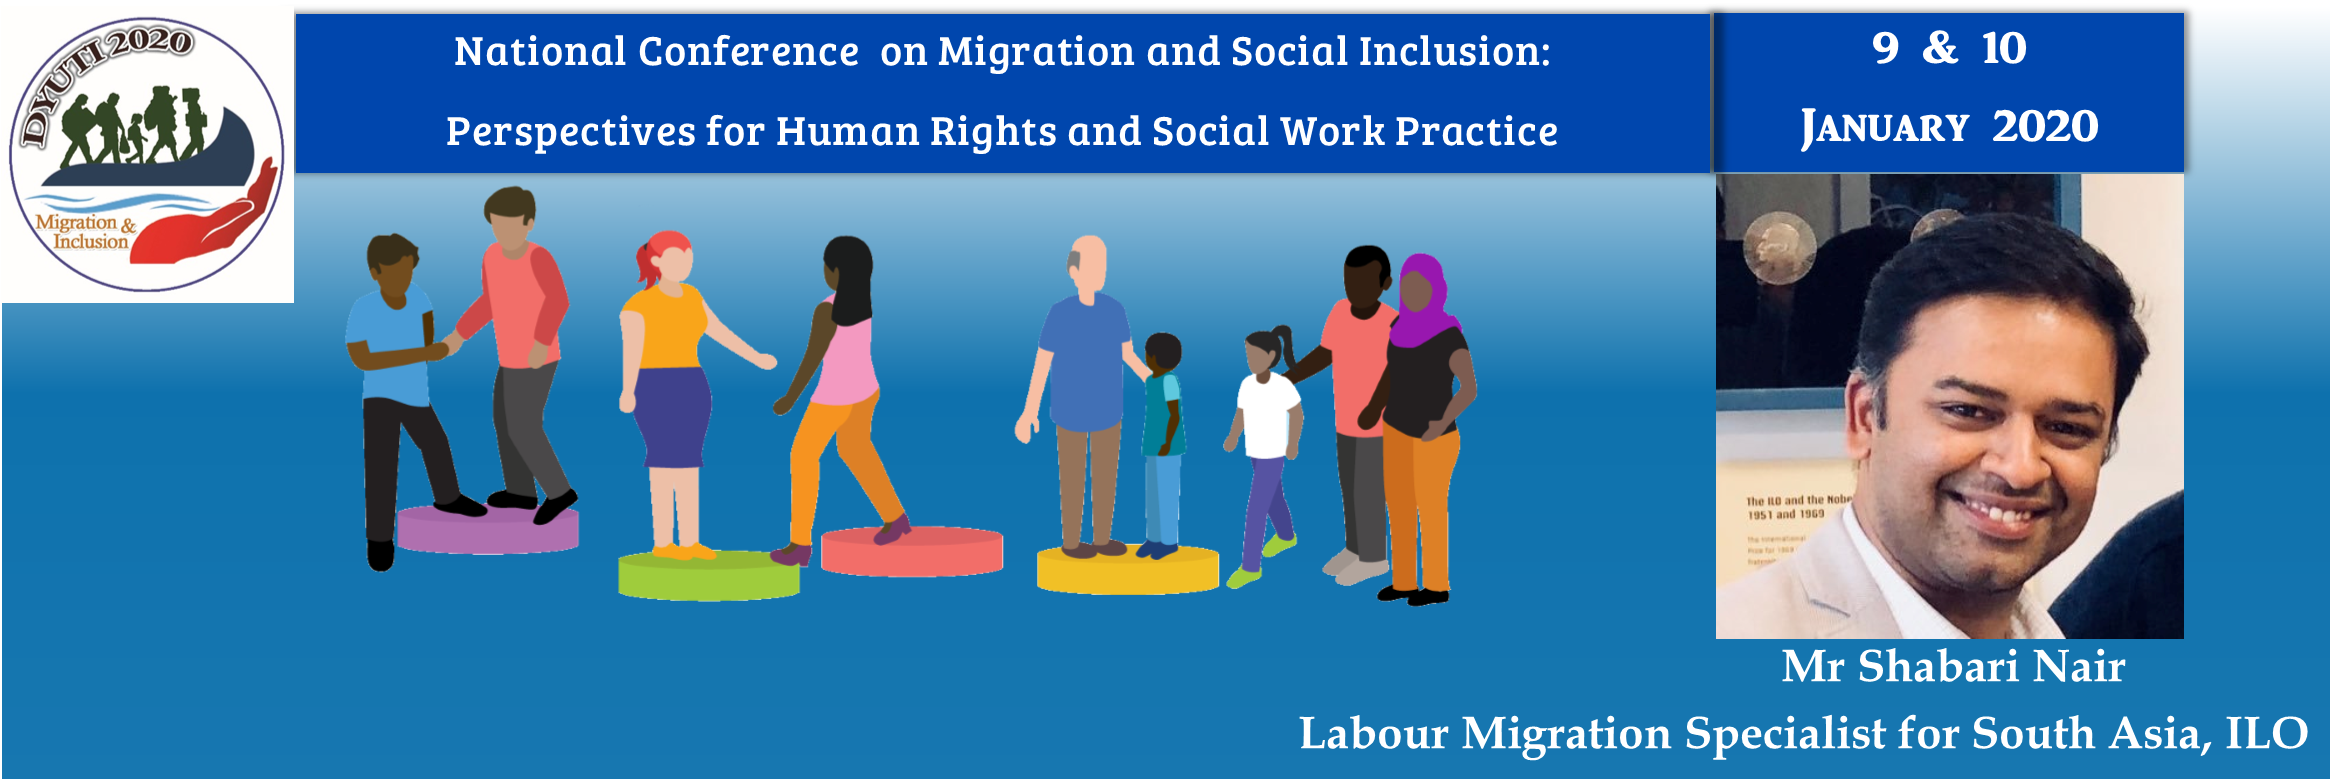 DYUTI 2020
Migration &
Inclusion
National Conference on Migration and Social Inclusion:
Perspectives for Human Rights and Social Work Practice
9 & 10
JANUARY 2020
The ILO and the Nobe
1951 and 1969
The International
Mr Shabari Nair
Labour Migration Specialist for South Asia, ILO